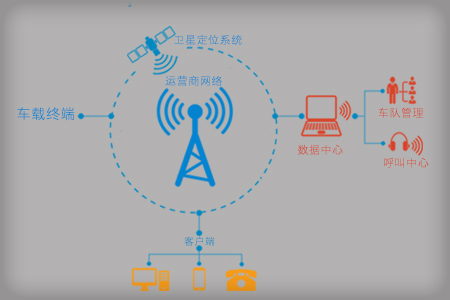 卫星定位系统
运营商网络
车载终端
车队管理
数据中心
呼叫中心
客户端